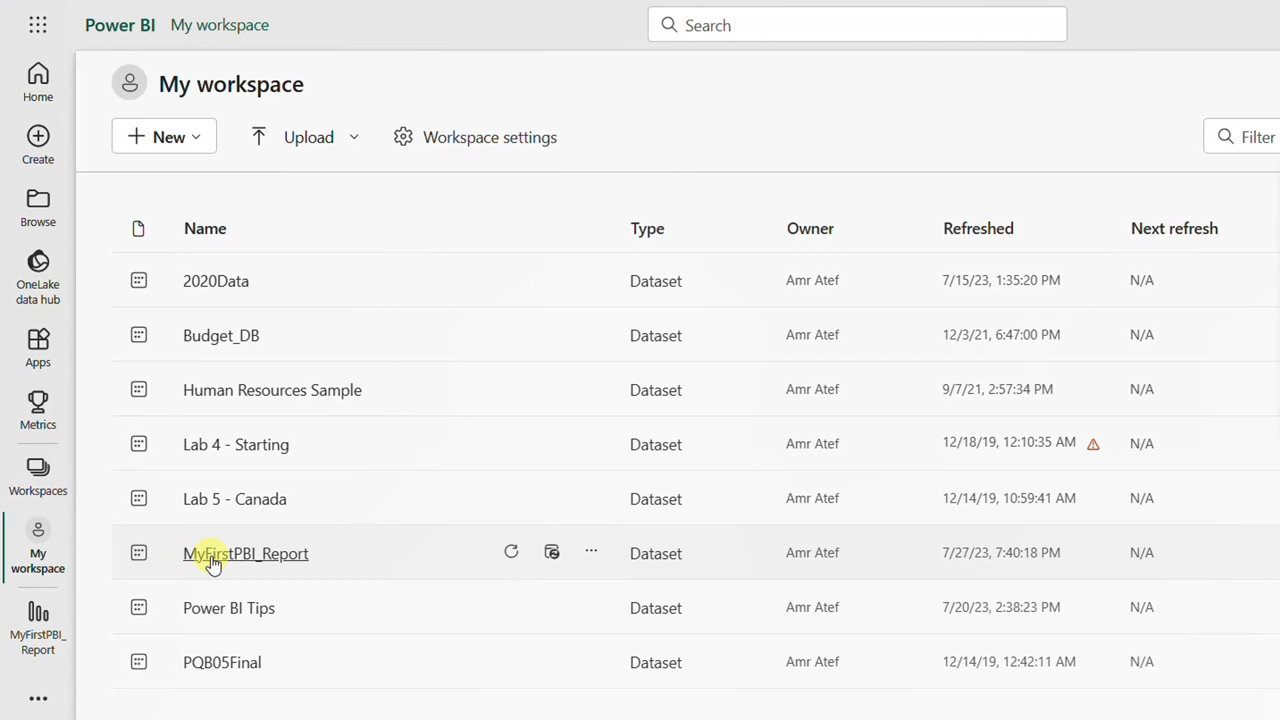 Power BI My workspace
Search
Home
Create
Browse
OneLake
data hub
Apps
Metrics
Workspaces
My
workspace
MyFirstPBI_
Report
My workspace
New
Upload
Workspace settings
Filter
Name Type Owner Refreshed Next refresh
2020Data Dataset Amr Atef 7/15/23, 1:35:20 PM N/A
Budget_DB Dataset Amr Atef 12/3/21, 6:47:00 PM N/A
Human Resources Sample Dataset Amr Atef 9/7/21, 2:57:34 PM N/A
Lab 4 - Starting Dataset Amr Atef 12/18/19, 12:10:35 AM N/A
Lab 5 - Canada Dataset Amr Atef 12/14/19, 10:59:41 AM N/A
MyFirstPBI_Report Dataset Amr Atef 7/27/23, 7:40:18 PM N/A
Power BI Tips Dataset Amr Atef 7/20/23, 2:38:23 PM N/A
PQB05Final Dataset Amr Atef 12/14/19, 12:42:11 AM N/A